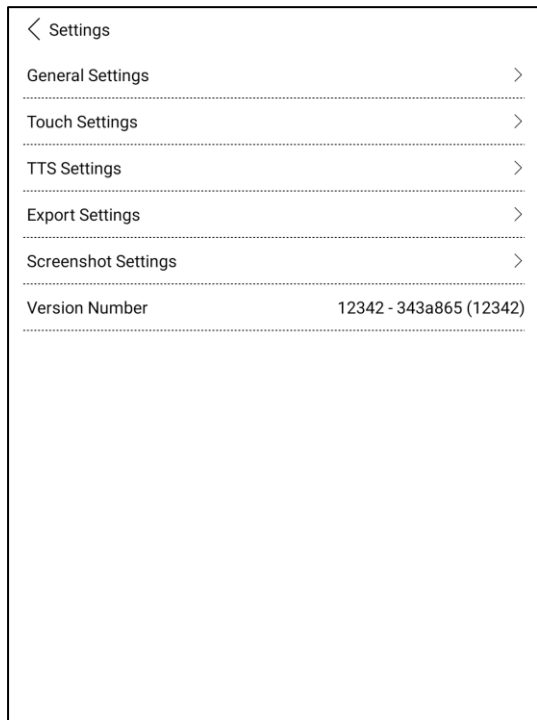 Settings
General Settings
Touch Settings
TTS Settings
Export Settings
Screenshot Settings
Version Number 12342 - 343a865 (12342)